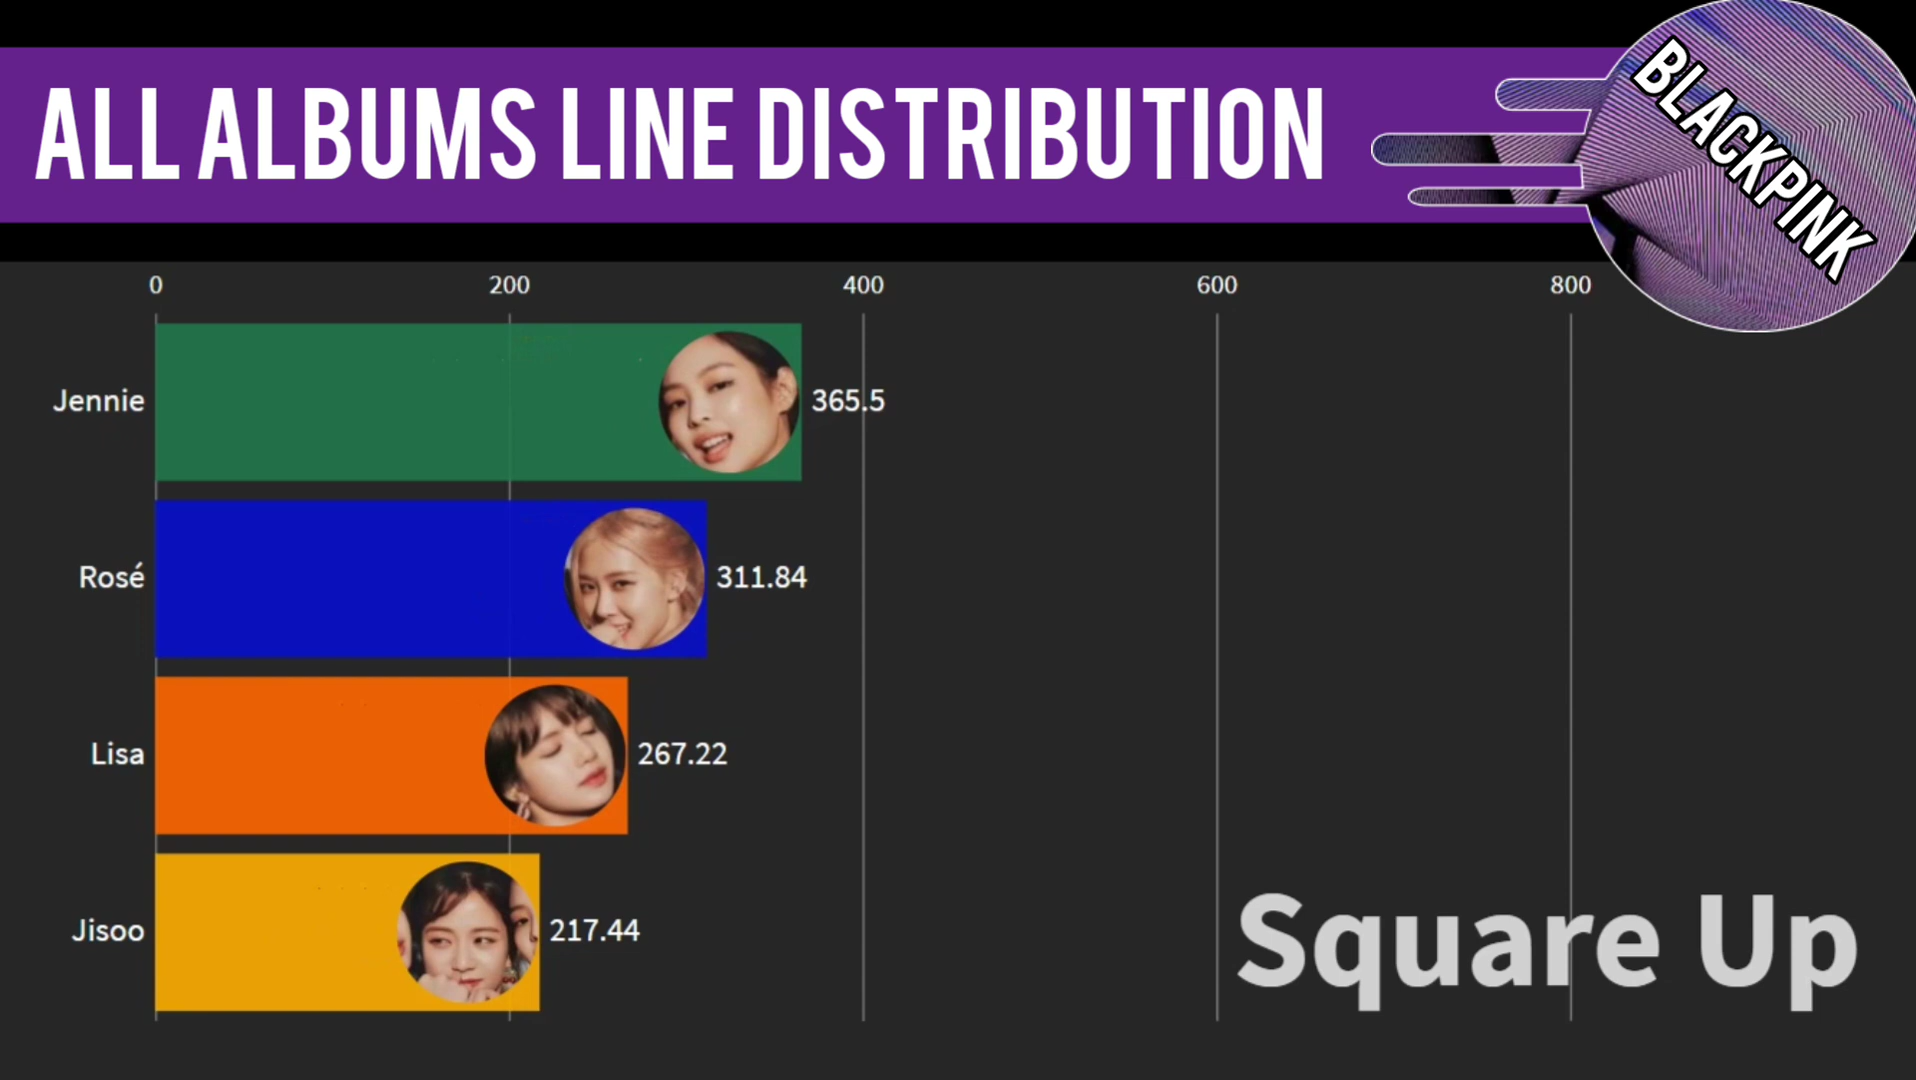 ALL ALBUMS LINE DISTRIBUTION
BLACKPINK
0 200 400 600 800
Jennie 365.5
Rosé 311.84
Lisa 267.22
Jisoo 217.44
Square Up